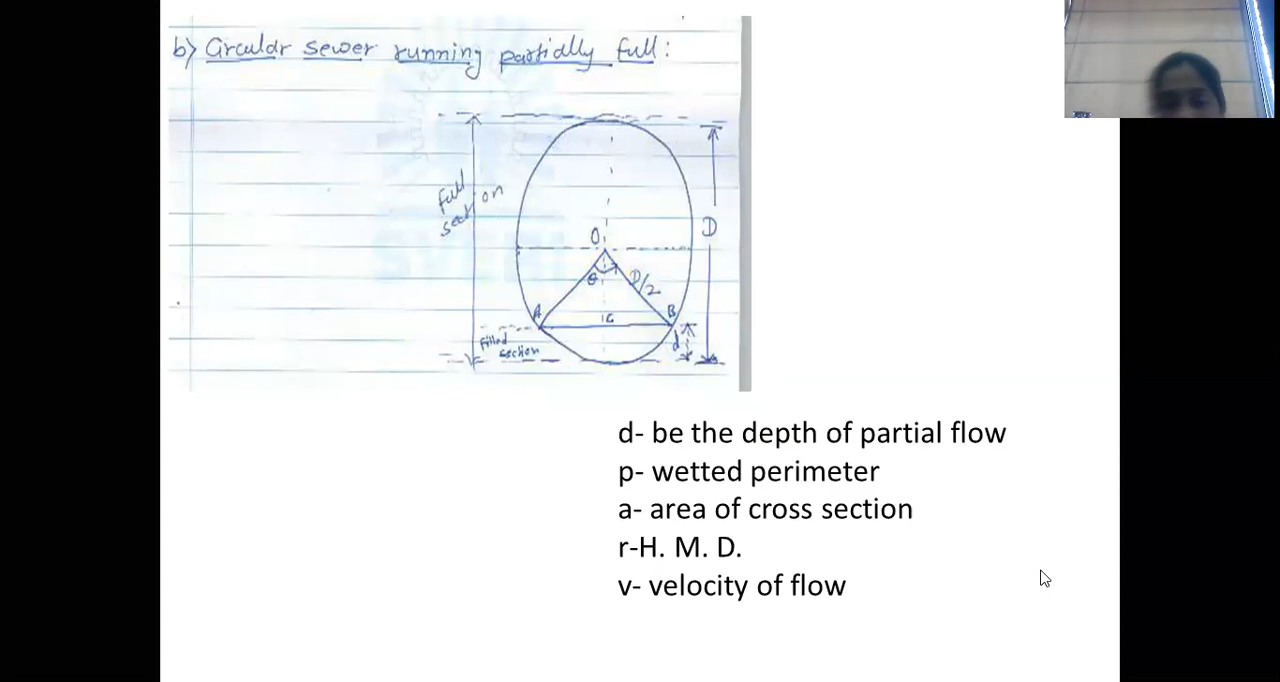 b) Circular sewer running partially full:
Full
section
D
O
θ
D/2
A
B
c
d
filled
section
d- be the depth of partial flow
p- wetted perimeter
a- area of cross section
r-H. M. D.
v- velocity of flow